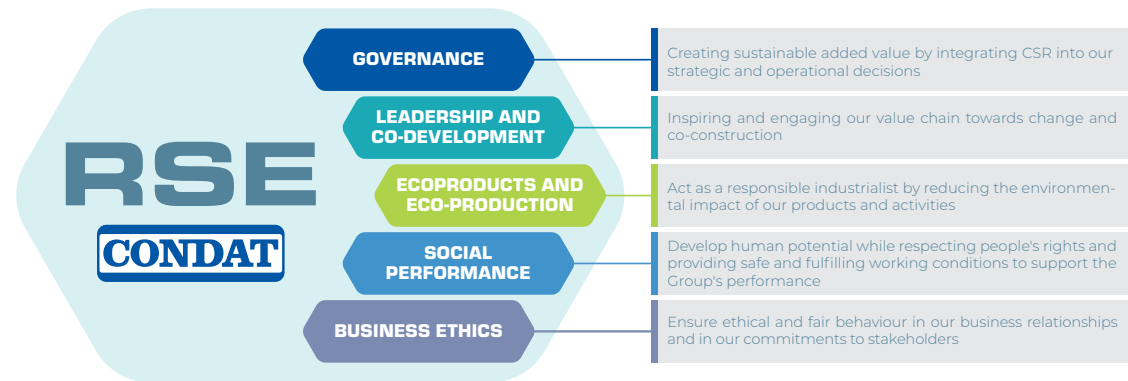 RSE
CONDAT
GOVERNANCE
Creating sustainable added value by integrating CSR into our
strategic and operational decisions
LEADERSHIP AND
CO-DEVELOPMENT
Inspiring and engaging our value chain towards change and
co-construction
ECOPRODUCTS AND
ECO-PRODUCTION
Act as a responsible industrialist by reducing the environmen-
tal impact of our products and activities
SOCIAL
PERFORMANCE
Develop human potential while respecting people's rights and
providing safe and fulfilling working conditions to support the
Group's performance
BUSINESS ETHICS
Ensure ethical and fair behaviour in our business relationships
and in our commitments to stakeholders